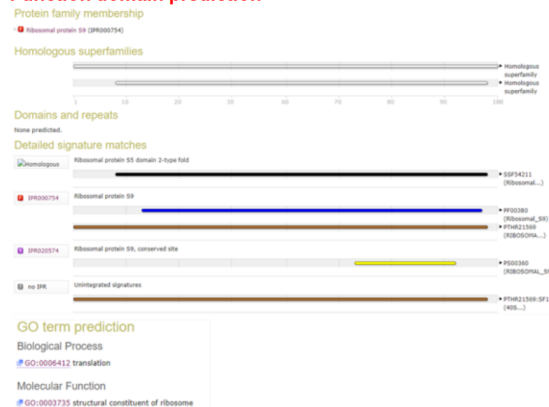 Function domain prediction
Protein family membership
F Ribosomal protein S9 (IPR000754)
Homologous superfamilies
Homologous
superfamily
Homologous
superfamily
1 10 20 30 40 50 60 70 80 90 100
Domains and repeats
None predicted.
Detailed signature matches
Homologous Ribosomal protein S5 domain 2-type fold
SSF54211
(Ribosomal...)
F IPR000754 Ribosomal protein S9
PF00380
(Ribosomal_S9)
PTHR21569
(RIBOSOMA...)
IPR020574 Ribosomal protein S9, conserved site
PS00360
(RIBOSOMAL_S9
no IPR Unintegrated signatures
PTHR21569:SF1
(40S...)
GO term prediction
Biological Process
GO:0006412 translation
Molecular Function
GO:0003735 structural constituent of ribosome